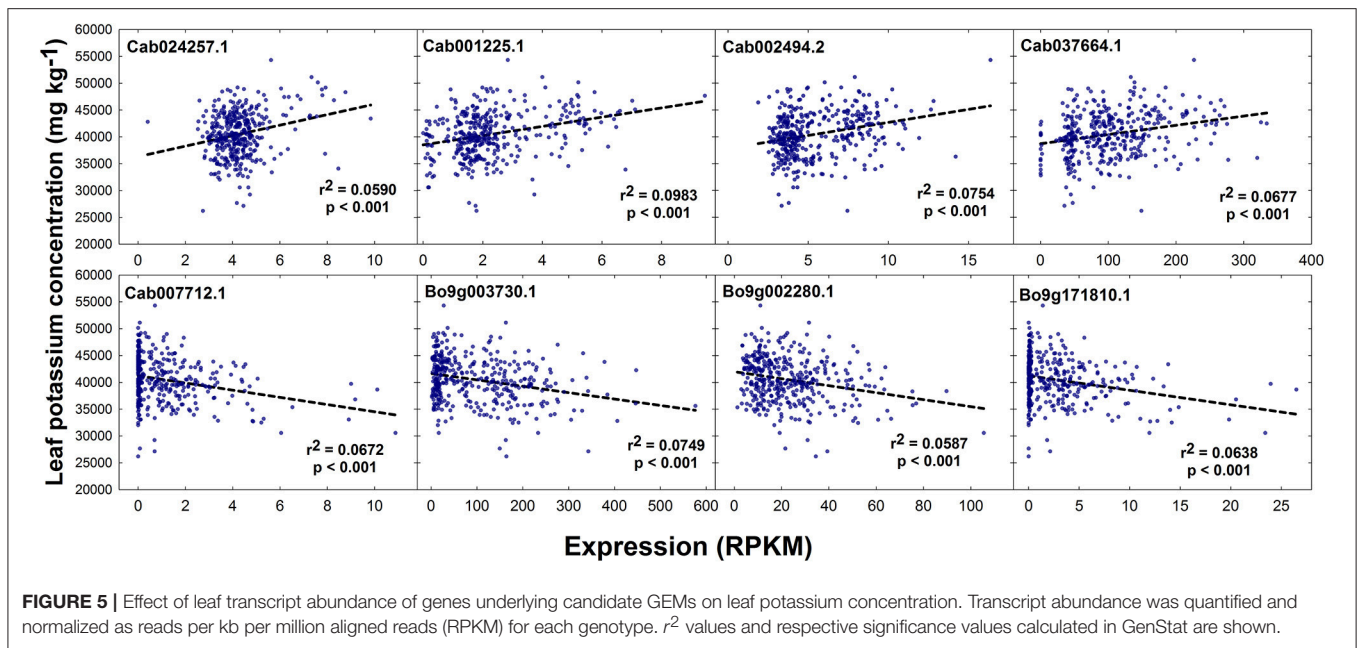 Leaf potassium concentration (mg kg-1)
60000
55000
50000
45000
40000
35000
30000
25000
20000
Cab024257.1
r2 = 0.0590
p < 0.001
0 2 4 6 8 10
Cab001225.1
r2 = 0.0983
p < 0.001
0 2 4 6 8
Cab002494.2
r2 = 0.0754
p < 0.001
0 5 10 15
Cab037664.1
r2 = 0.0677
p < 0.001
0 100 200 300 400
60000
55000
50000
45000
40000
35000
30000
25000
20000
Cab007712.1
r2 = 0.0672
p < 0.001
0 2 4 6 8 10
Bo9g003730.1
r2 = 0.0749
p < 0.001
0 100 200 300 400 500 600
Bo9g002280.1
r2 = 0.0587
p < 0.001
0 20 40 60 80 100
Bo9g171810.1
r2 = 0.0638
p < 0.001
0 5 10 15 20 25
Expression (RPKM)
FIGURE 5 | Effect of leaf transcript abundance of genes underlying candidate GEMs on leaf potassium concentration. Transcript abundance was quantified and
normalized as reads per kb per million aligned reads (RPKM) for each genotype. r2 values and respective significance values calculated in GenStat are shown.